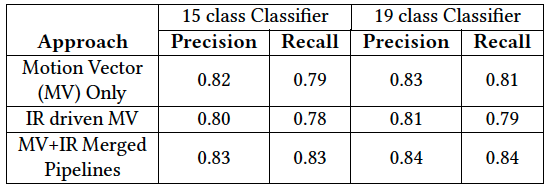 15 class Classifier 19 class Classifier
Approach Precision Recall Precision Recall
Motion Vector
(MV) Only 0.82 0.79 0.83 0.81
IR driven MV 0.80 0.78 0.81 0.79
MV+IR Merged
Pipelines 0.83 0.83 0.84 0.84